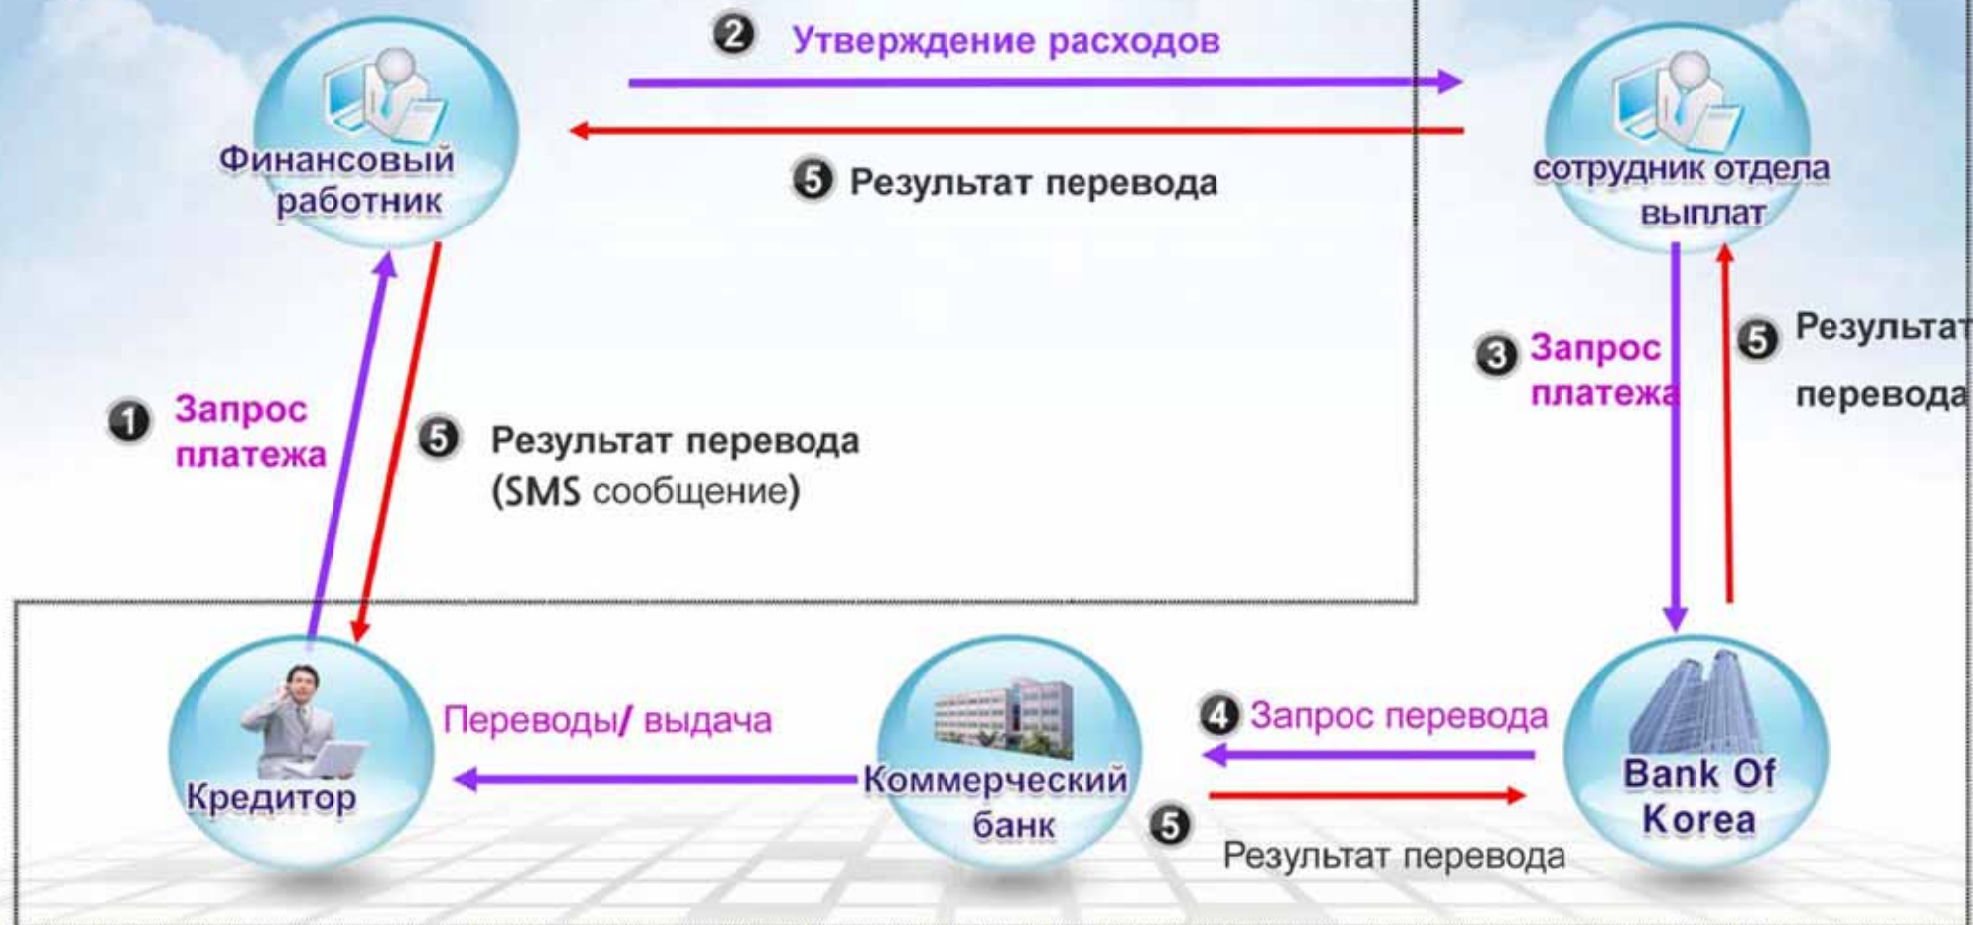 2 Утверждение расходов
Финансовый
работник
5 Результат перевода
сотрудник отдела
выплат
1 Запрос
платежа
5 Результат перевода
(SMS сообщение)
3 Запрос
платежа
5 Результат
перевода
Кредитор
Переводы/ выдача
Коммерческий
банк
4 Запрос перевода
5
Результат перевода
Bank Of
Korea